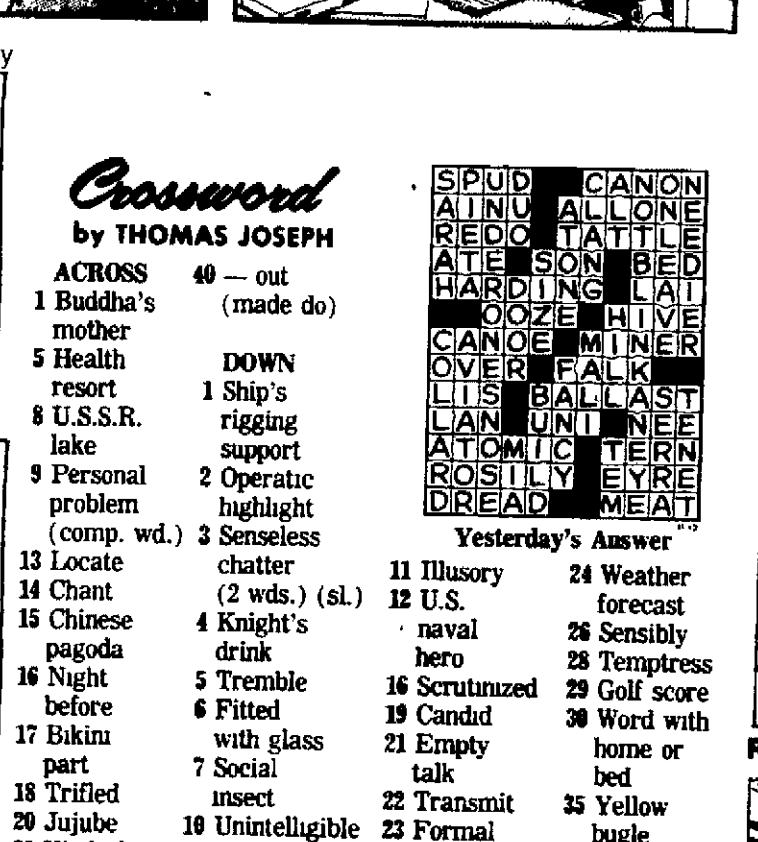 y
Crossword
by THOMAS JOSEPH
ACROSS
1 Buddha's
mother
5 Health
resort
8 U.S.S.R.
lake
9 Personal
problem
(comp. wd.)
13 Locate
14 Chant
15 Chinese
pagoda
16 Night
before
17 Bikini
part
18 Trifled
20 Jujube
40 — out
(made do)
DOWN
1 Ship's
rigging
support
2 Operatic
highlight
3 Senseless
chatter
(2 wds.) (sl.)
4 Knight's
drink
5 Tremble
6 Fitted
with glass
7 Social
insect
10 Unintelligible
SPUD CANON
AINU ALLONE
REDO TATTLE
ATE SON BED
HARDING LAI
OOZE HIVE
CANOE MINER
OVER FALK
LIS BALLAST
LAN UNI NEE
ATOMIC TERN
ROSILY EYRE
DREAD MEAT
Yesterday's Answer
11 Illusory
12 U.S.
naval
hero
16 Scrutinized
19 Candid
21 Empty
talk
22 Transmit
23 Formal
24 Weather
forecast
26 Sensibly
28 Temptress
29 Golf score
30 Word with
home or
bed
35 Yellow
bugle